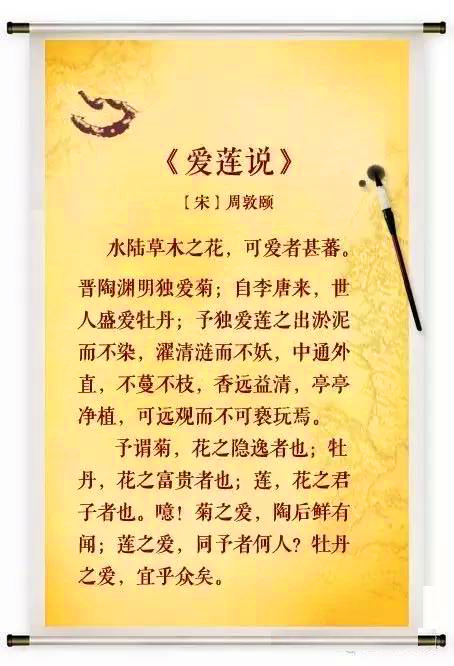 《爱莲说》
［宋］周敦颐
水陆草木之花，可爱者甚蕃。
晋陶渊明独爱菊；自李唐来，世
人盛爱牡丹；予独爱莲之出淤泥
而不染，濯清涟而不妖，中通外
直，不蔓不枝，香远益清，亭亭
净植，可远观而不可亵玩焉。
予谓菊，花之隐逸者也；牡
丹，花之富贵者也；莲，花之君
子者也。噫！菊之爱，陶后鲜有
闻；莲之爱，同予者何人？牡丹
之爱，宜乎众矣。